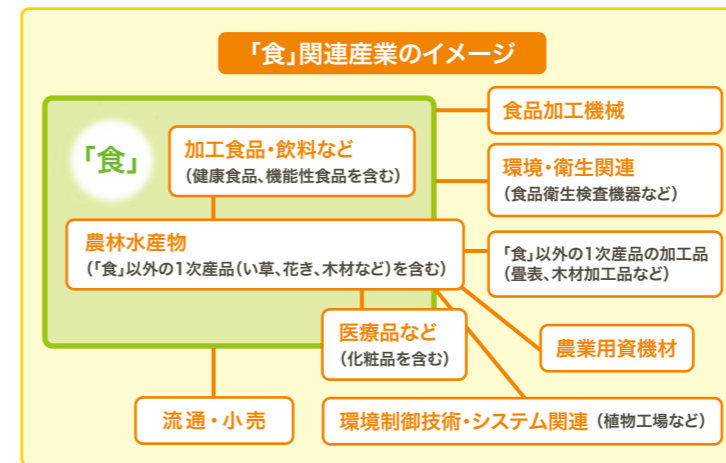 「食」関連産業のイメージ
「食」
加工食品・飲料など
（健康食品、機能性食品を含む）
農林水産物
（「食」以外の1次産品（い草、花き、木材など）を含む）
医療品など
（化粧品を含む）
食品加工機械
環境・衛生関連
（食品衛生検査機器など）
「食」以外の1次産品の加工品
（畳表、木材加工品など）
農業用資機材
流通・小売
環境制御技術・システム関連（植物工場など）